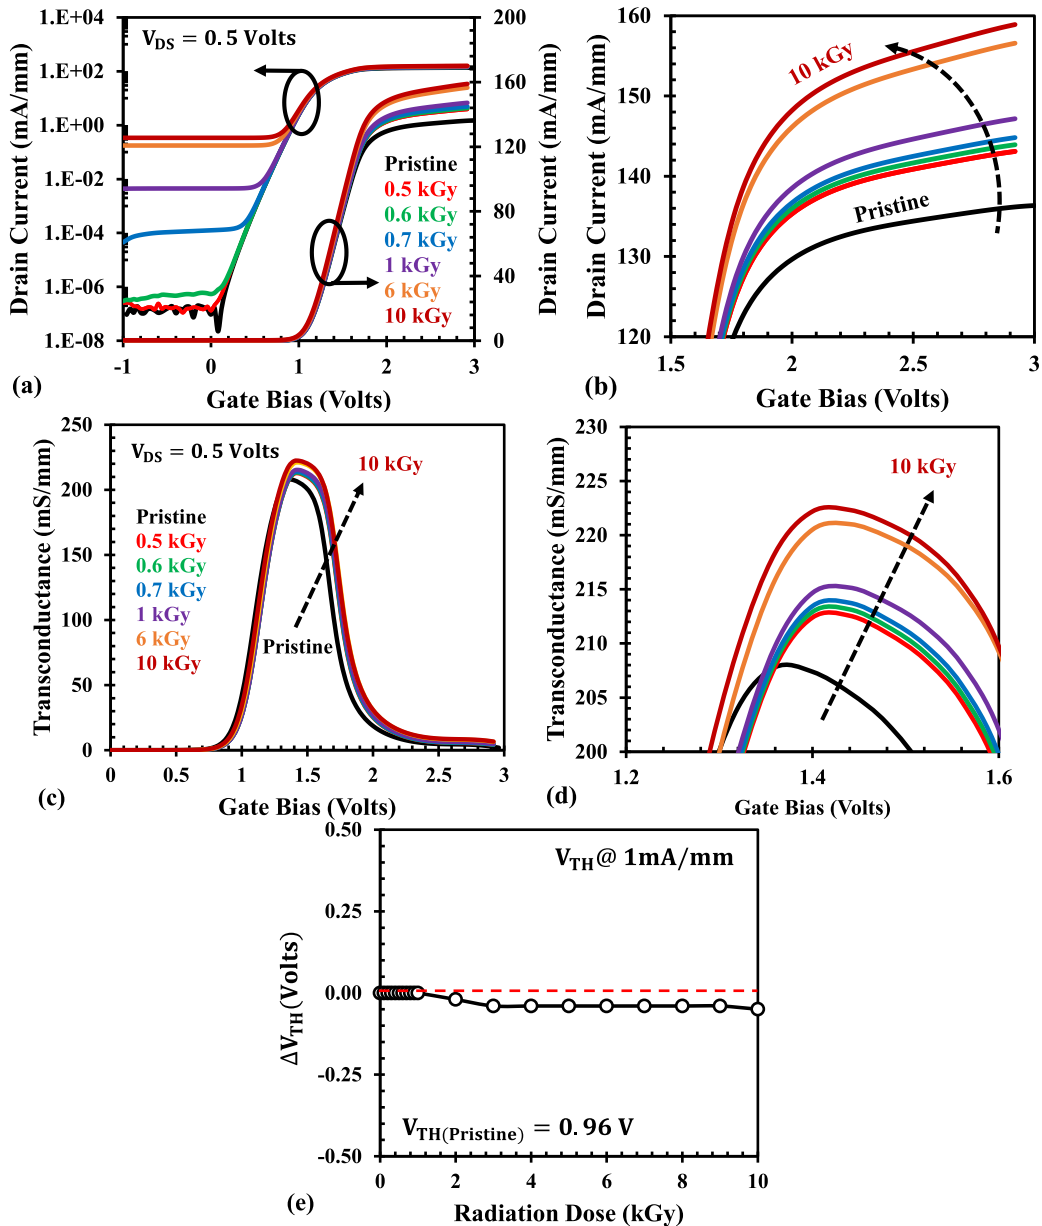 1.E+04
1.E+02
1.E+00
1.E-02
1.E-04
1.E-06
1.E-08
Drain Current (mA/mm)
V_DS = 0.5 Volts
200
160
120
80
40
0
Drain Current (mA/mm)
Pristine
0.5 kGy
0.6 kGy
0.7 kGy
1 kGy
6 kGy
10 kGy
-1 0 1 2 3
Gate Bias (Volts)
(a)
160
150
140
130
120
Drain Current (mA/mm)
10 kGy
Pristine
1.5 2 2.5 3
Gate Bias (Volts)
(b)
250
200
150
100
50
0
Transconductance (mS/mm)
V_DS = 0.5 Volts
10 kGy
Pristine
0.5 kGy
0.6 kGy
0.7 kGy
1 kGy
6 kGy
10 kGy
Pristine
0 0.5 1 1.5 2 2.5 3
Gate Bias (Volts)
(c)
230
225
220
215
210
205
200
Transconductance (mS/mm)
10 kGy
1.2 1.4 1.6
Gate Bias (Volts)
(d)
0.50
0.25
0.00
-0.25
-0.50
ΔV_TH(Volts)
V_TH@ 1mA/mm
V_TH(Pristine) = 0.96 V
0 2 4 6 8 10
Radiation Dose (kGy)
(e)